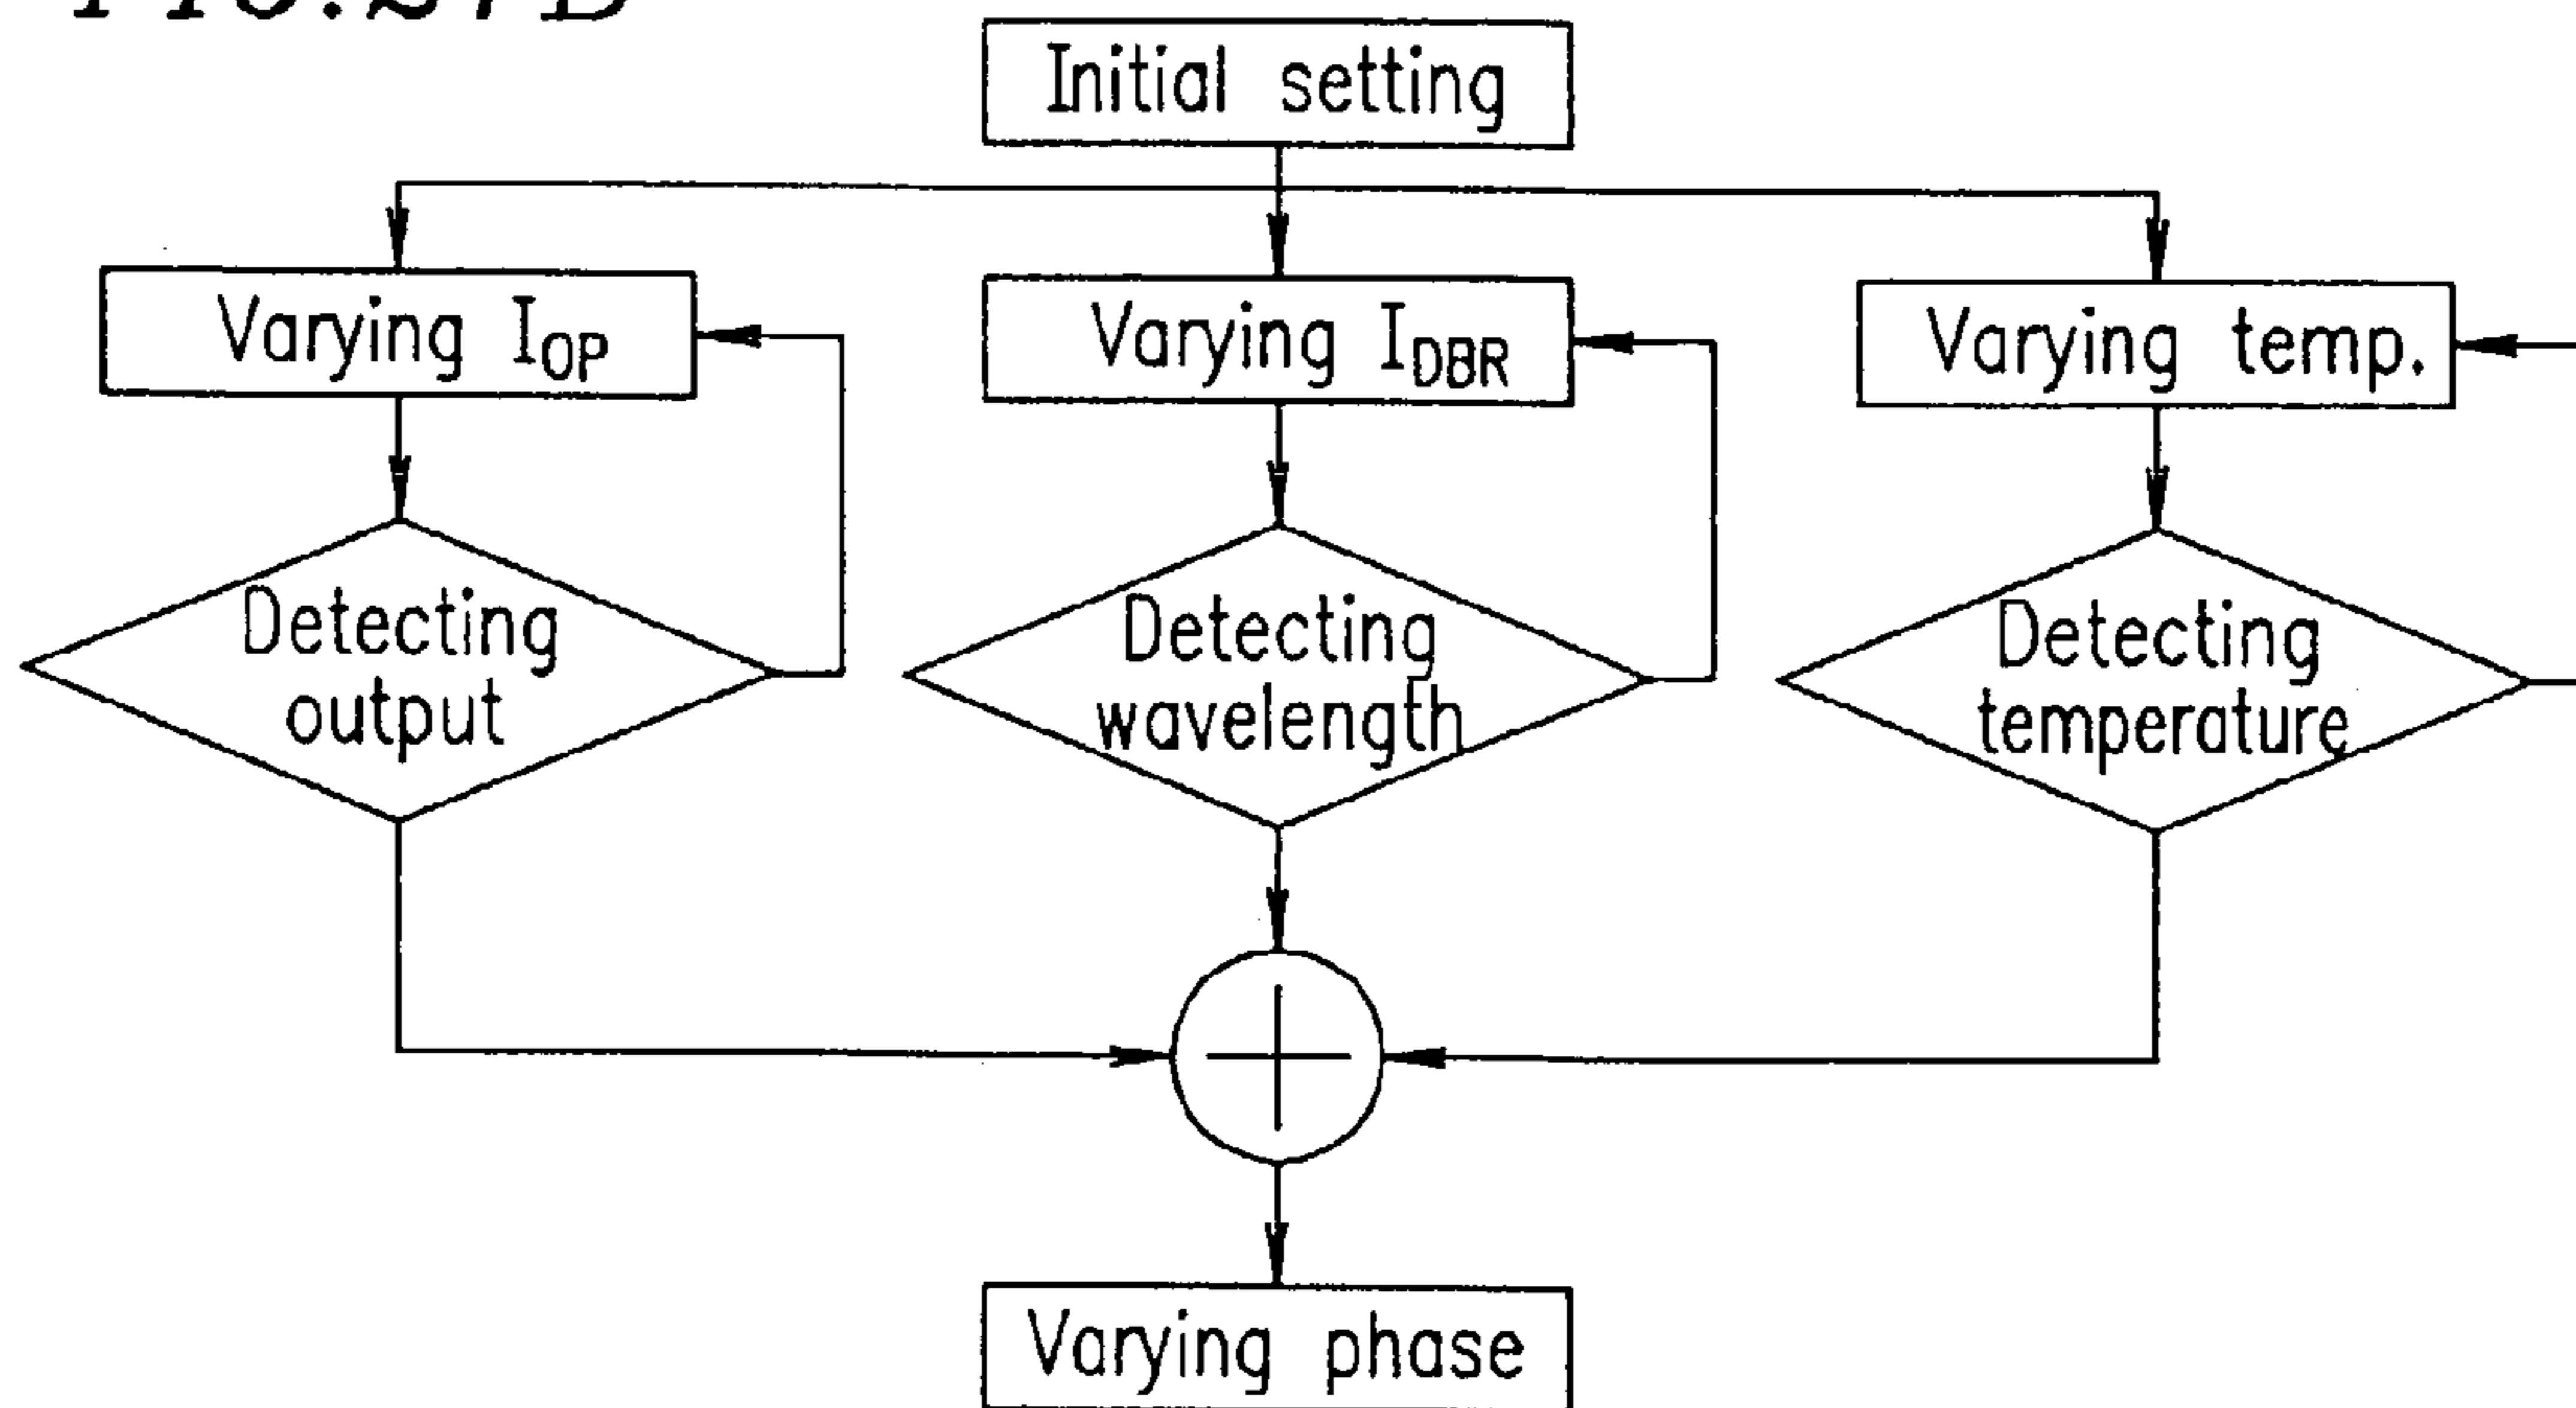 Initial setting
Varying I_OP
Varying I_DBR
Varying temp.
Detecting
output
Detecting
wavelength
Detecting
temperature
Varying phase